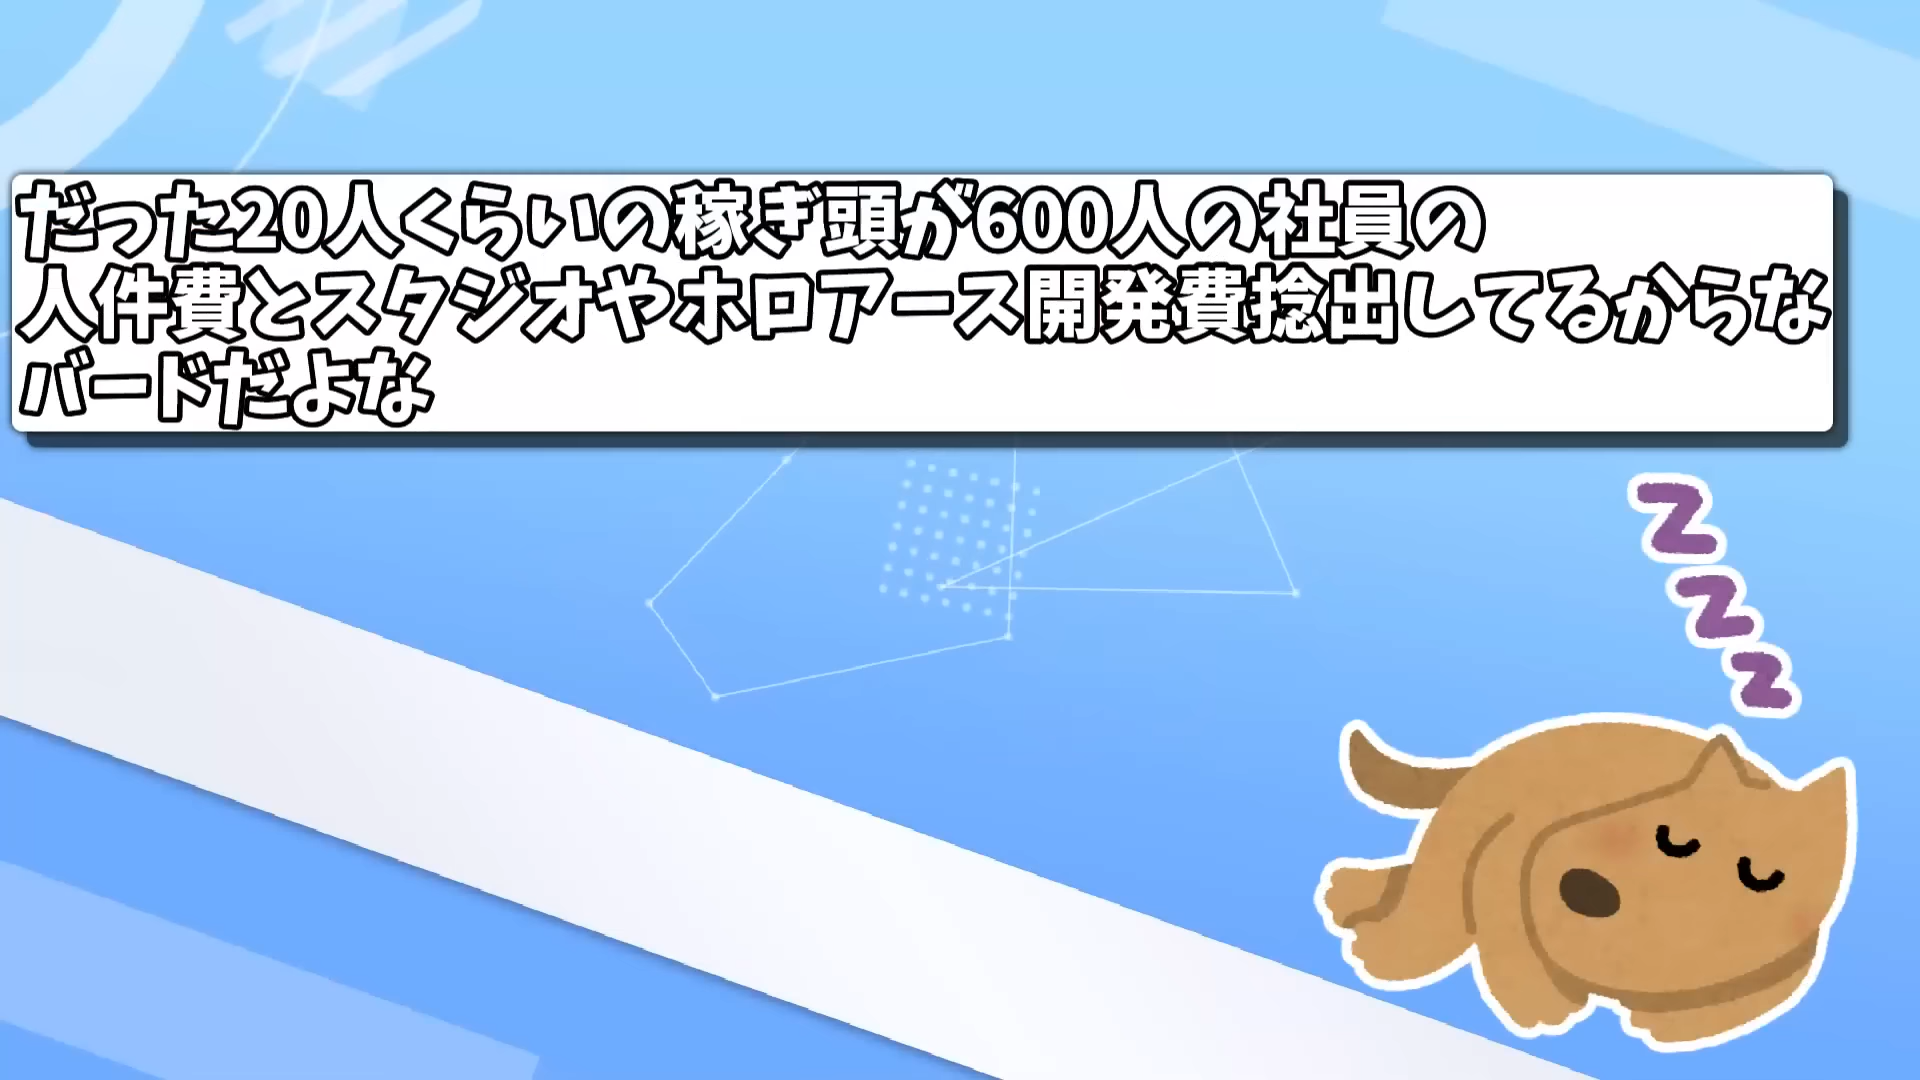 だった20人くらいの稼ぎ頭が600人の社員の
人件費とスタジオやホロアース開発費捻出してるからな
バードだよな
z
z
z